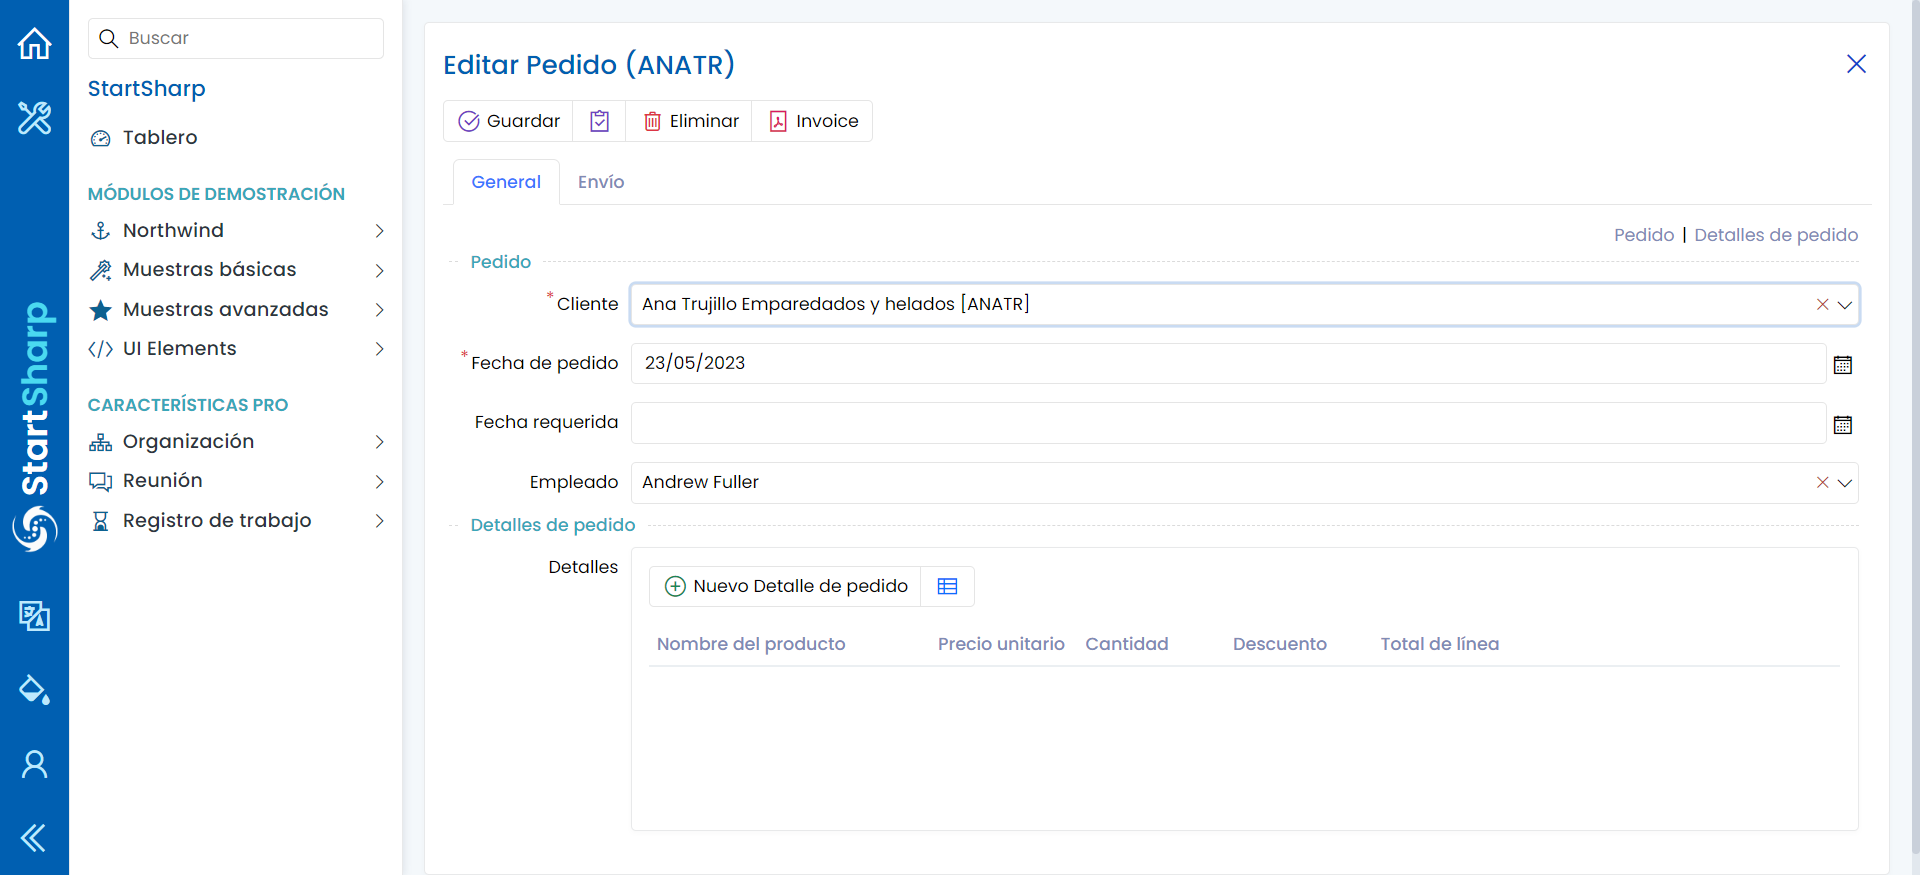 Buscar
StartSharp
Tablero
MÓDULOS DE DEMOSTRACIÓN
Northwind
Muestras básicas
Muestras avanzadas
UI Elements
CARACTERÍSTICAS PRO
Organización
Reunión
Registro de trabajo
StartSharp
Editar Pedido (ANATR)
Guardar
Eliminar
Invoice
General
Envío
Pedido | Detalles de pedido
Pedido
* Cliente
Ana Trujillo Emparedados y helados [ANATR]
* Fecha de pedido
23/05/2023
Fecha requerida
Empleado
Andrew Fuller
Detalles de pedido
Detalles
Nuevo Detalle de pedido
Nombre del producto Precio unitario Cantidad Descuento Total de línea